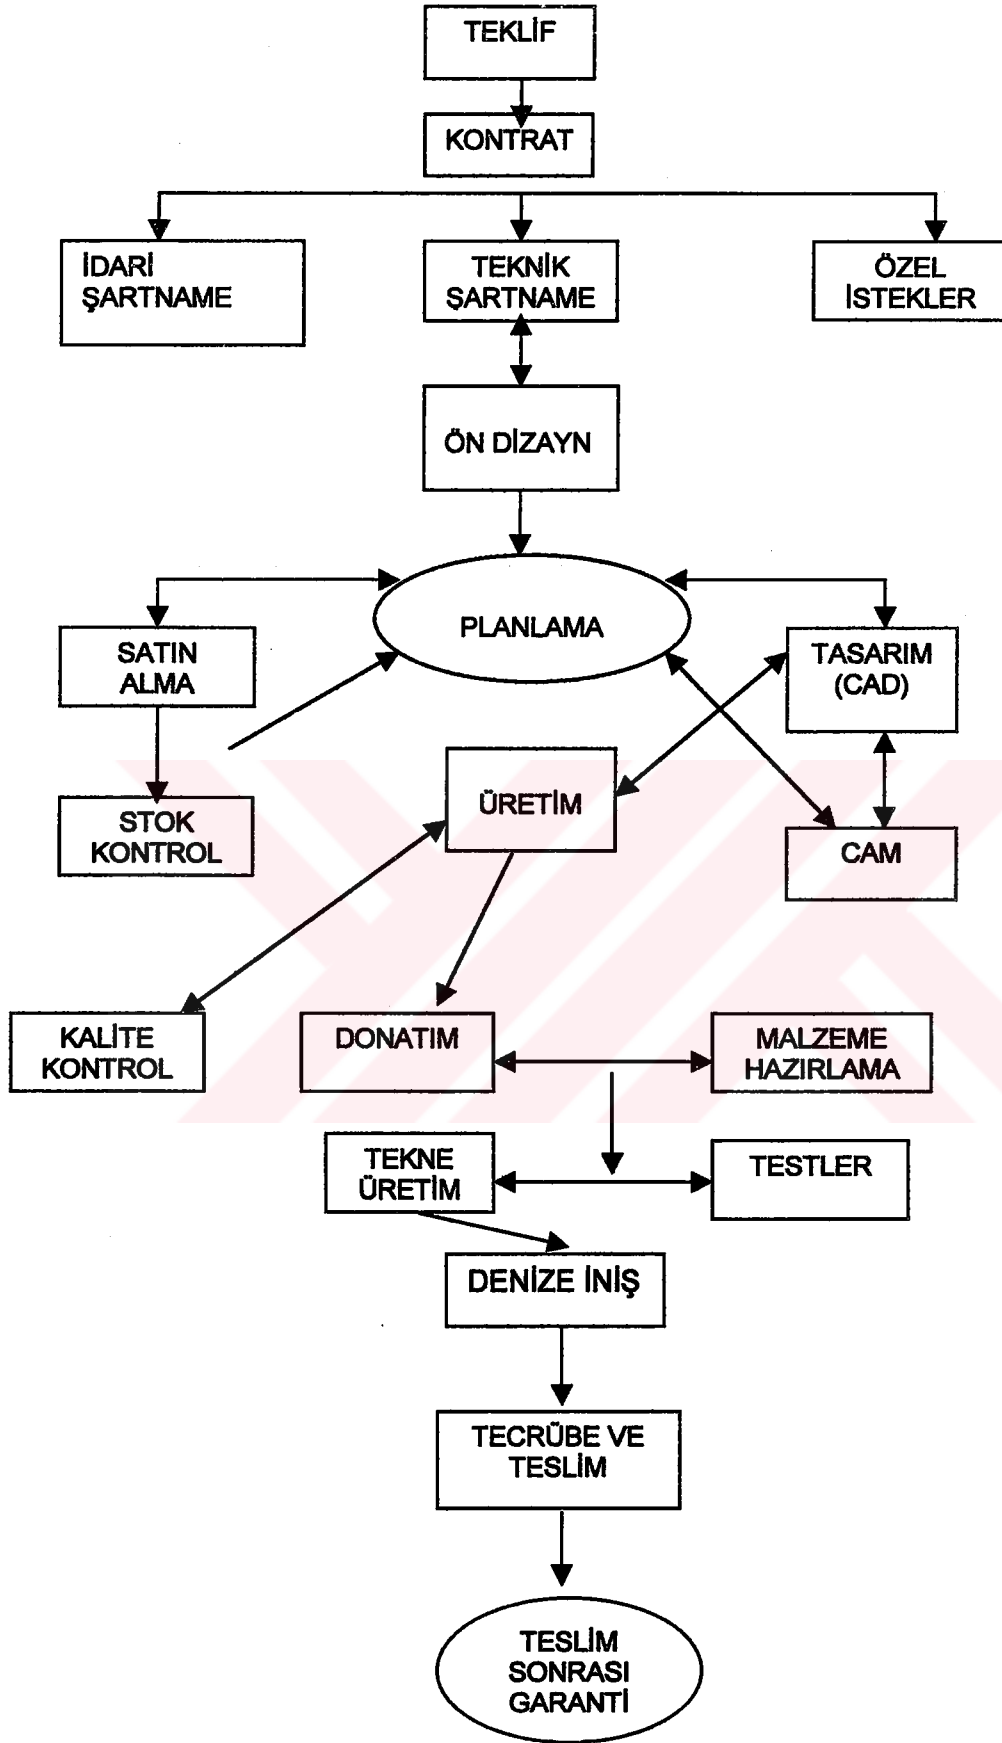 TEKLİF
KONTRAT
İDARİ
ŞARTNAME
TEKNİK
ŞARTNAME
ÖZEL
İSTEKLER
ÖN DİZAYN
PLANLAMA
SATIN
ALMA
TASARIM
(CAD)
STOK
KONTROL
ÜRETİM
CAM
KALİTE
KONTROL
DONATIM
MALZEME
HAZIRLAMA
TEKNE
ÜRETİM
TESTLER
DENİZE İNİŞ
TECRÜBE VE
TESLİM
TESLİM
SONRASI
GARANTİ